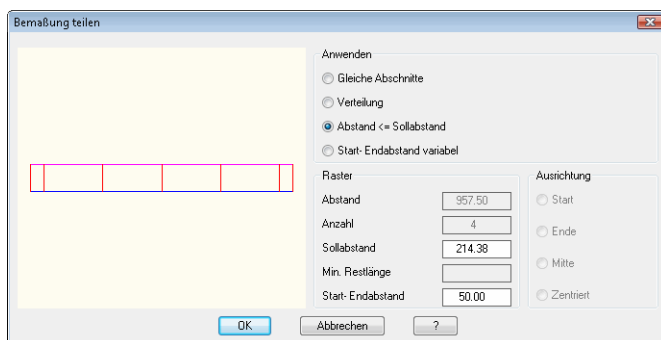 Bemaßung teilen
Anwenden
Gleiche Abschnitte
Verteilung
Abstand <= Sollabstand
Start- Endabstand variabel
Raster
Abstand 957.50
Anzahl 4
Sollabstand 214.38
Min. Restlänge
Start- Endabstand 50.00
Ausrichtung
Start
Ende
Mitte
Zentriert
OK Abbrechen ?